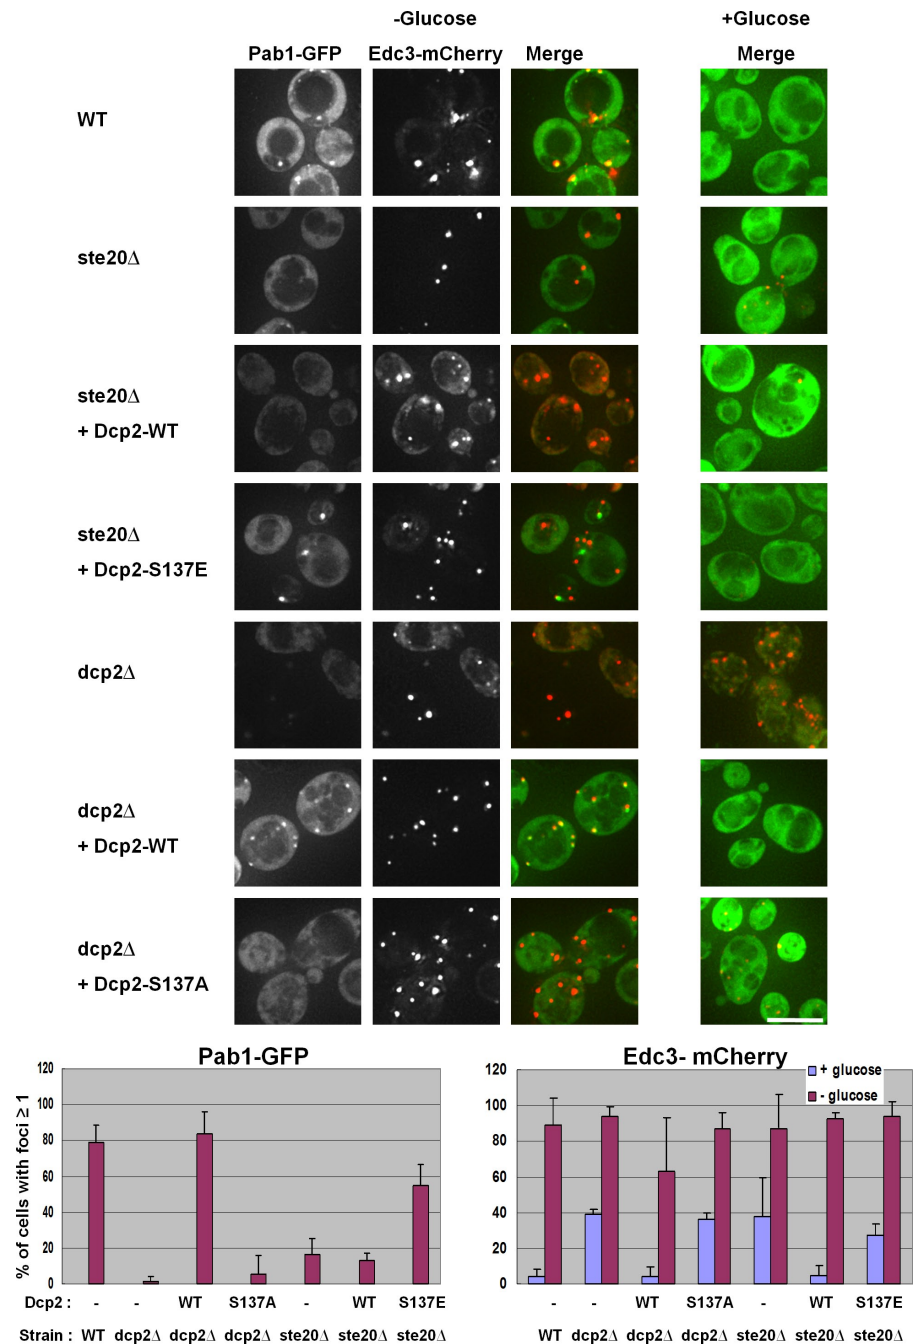 -Glucose +Glucose
Pab1-GFP Edc3-mCherry Merge Merge
WT
ste20Δ
ste20Δ
+ Dcp2-WT
ste20Δ
+ Dcp2-S137E
dcp2Δ
dcp2Δ
+ Dcp2-WT
dcp2Δ
+ Dcp2-S137A
Pab1-GFP
% of cells with foci ≥ 1
120
100
80
60
40
20
0
Dcp2 : - - WT S137A - WT S137E
Strain : WT dcp2Δ dcp2Δ dcp2Δ ste20Δ ste20Δ ste20Δ
Edc3- mCherry
+ glucose
- glucose
120
100
80
60
40
20
0
- - WT S137A - WT S137E
WT dcp2Δ dcp2Δ dcp2Δ ste20Δ ste20Δ ste20Δ